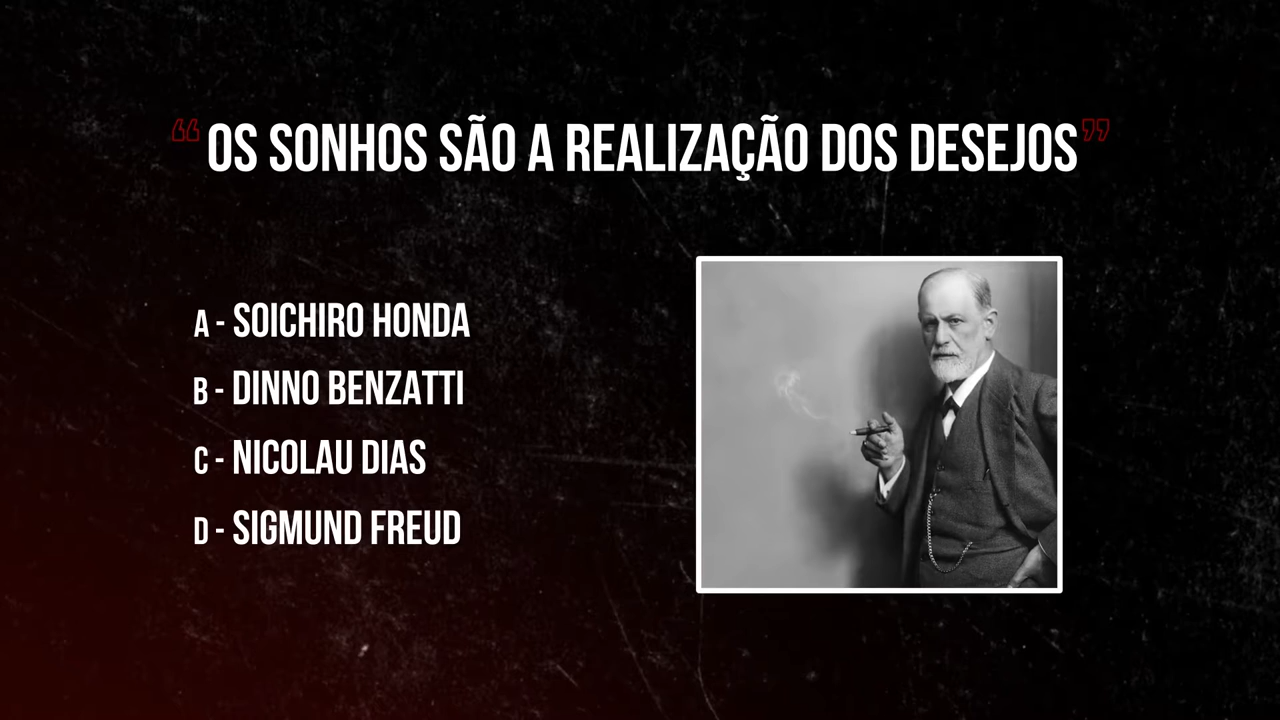 “OS SONHOS SÃO A REALIZAÇÃO DOS DESEJOS”
A - SOICHIRO HONDA
B - DINNO BENZATTI
C - NICOLAU DIAS
D - SIGMUND FREUD